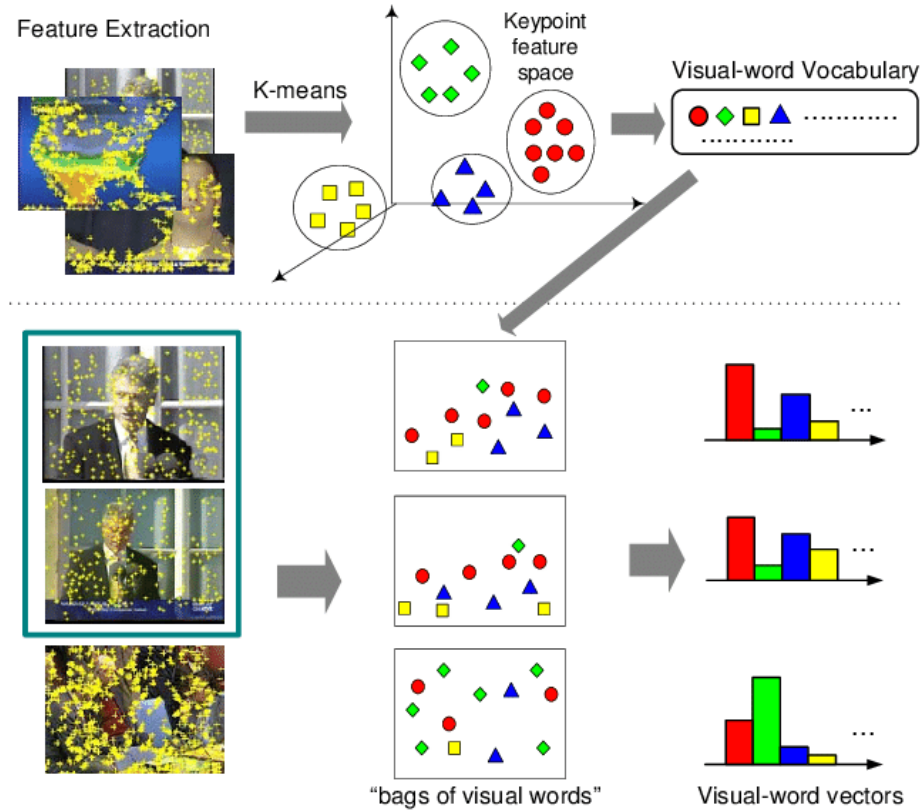 Feature Extraction
K-means
Keypoint
feature
space
Visual-word Vocabulary
............
............
...
...
...
“bags of visual words”
Visual-word vectors